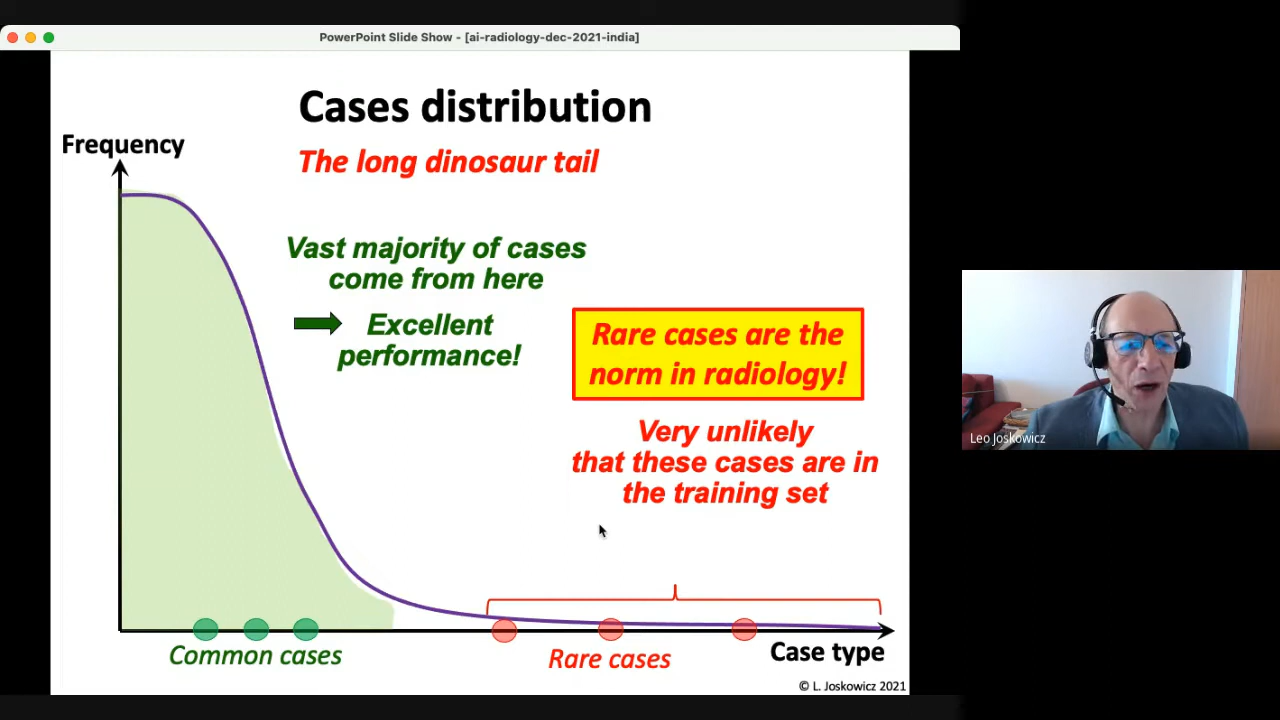 PowerPoint Slide Show - [ai-radiology-dec-2021-india]
Cases distribution
Frequency
The long dinosaur tail
Vast majority of cases
come from here
Excellent
performance!
Rare cases are the
norm in radiology!
Very unlikely
that these cases are in
the training set
Leo Joskowicz
Common cases
Rare cases
Case type
© L. Joskowicz 2021